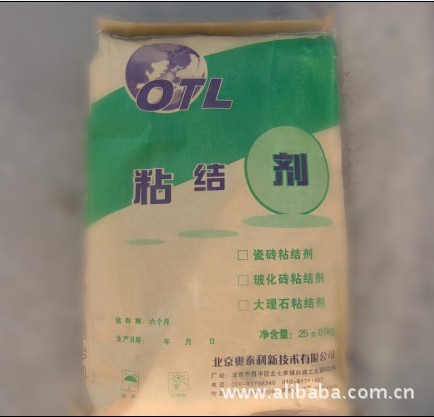 OTL
粘结剂
□ 瓷砖粘结剂
□ 玻化砖粘结剂
□ 大理石粘结剂
保存期：六个月
净含量：25±0.5kg
生产日期： 年 月 日
北京奥泰利新技术有限公司
www.alibaba.com.cn